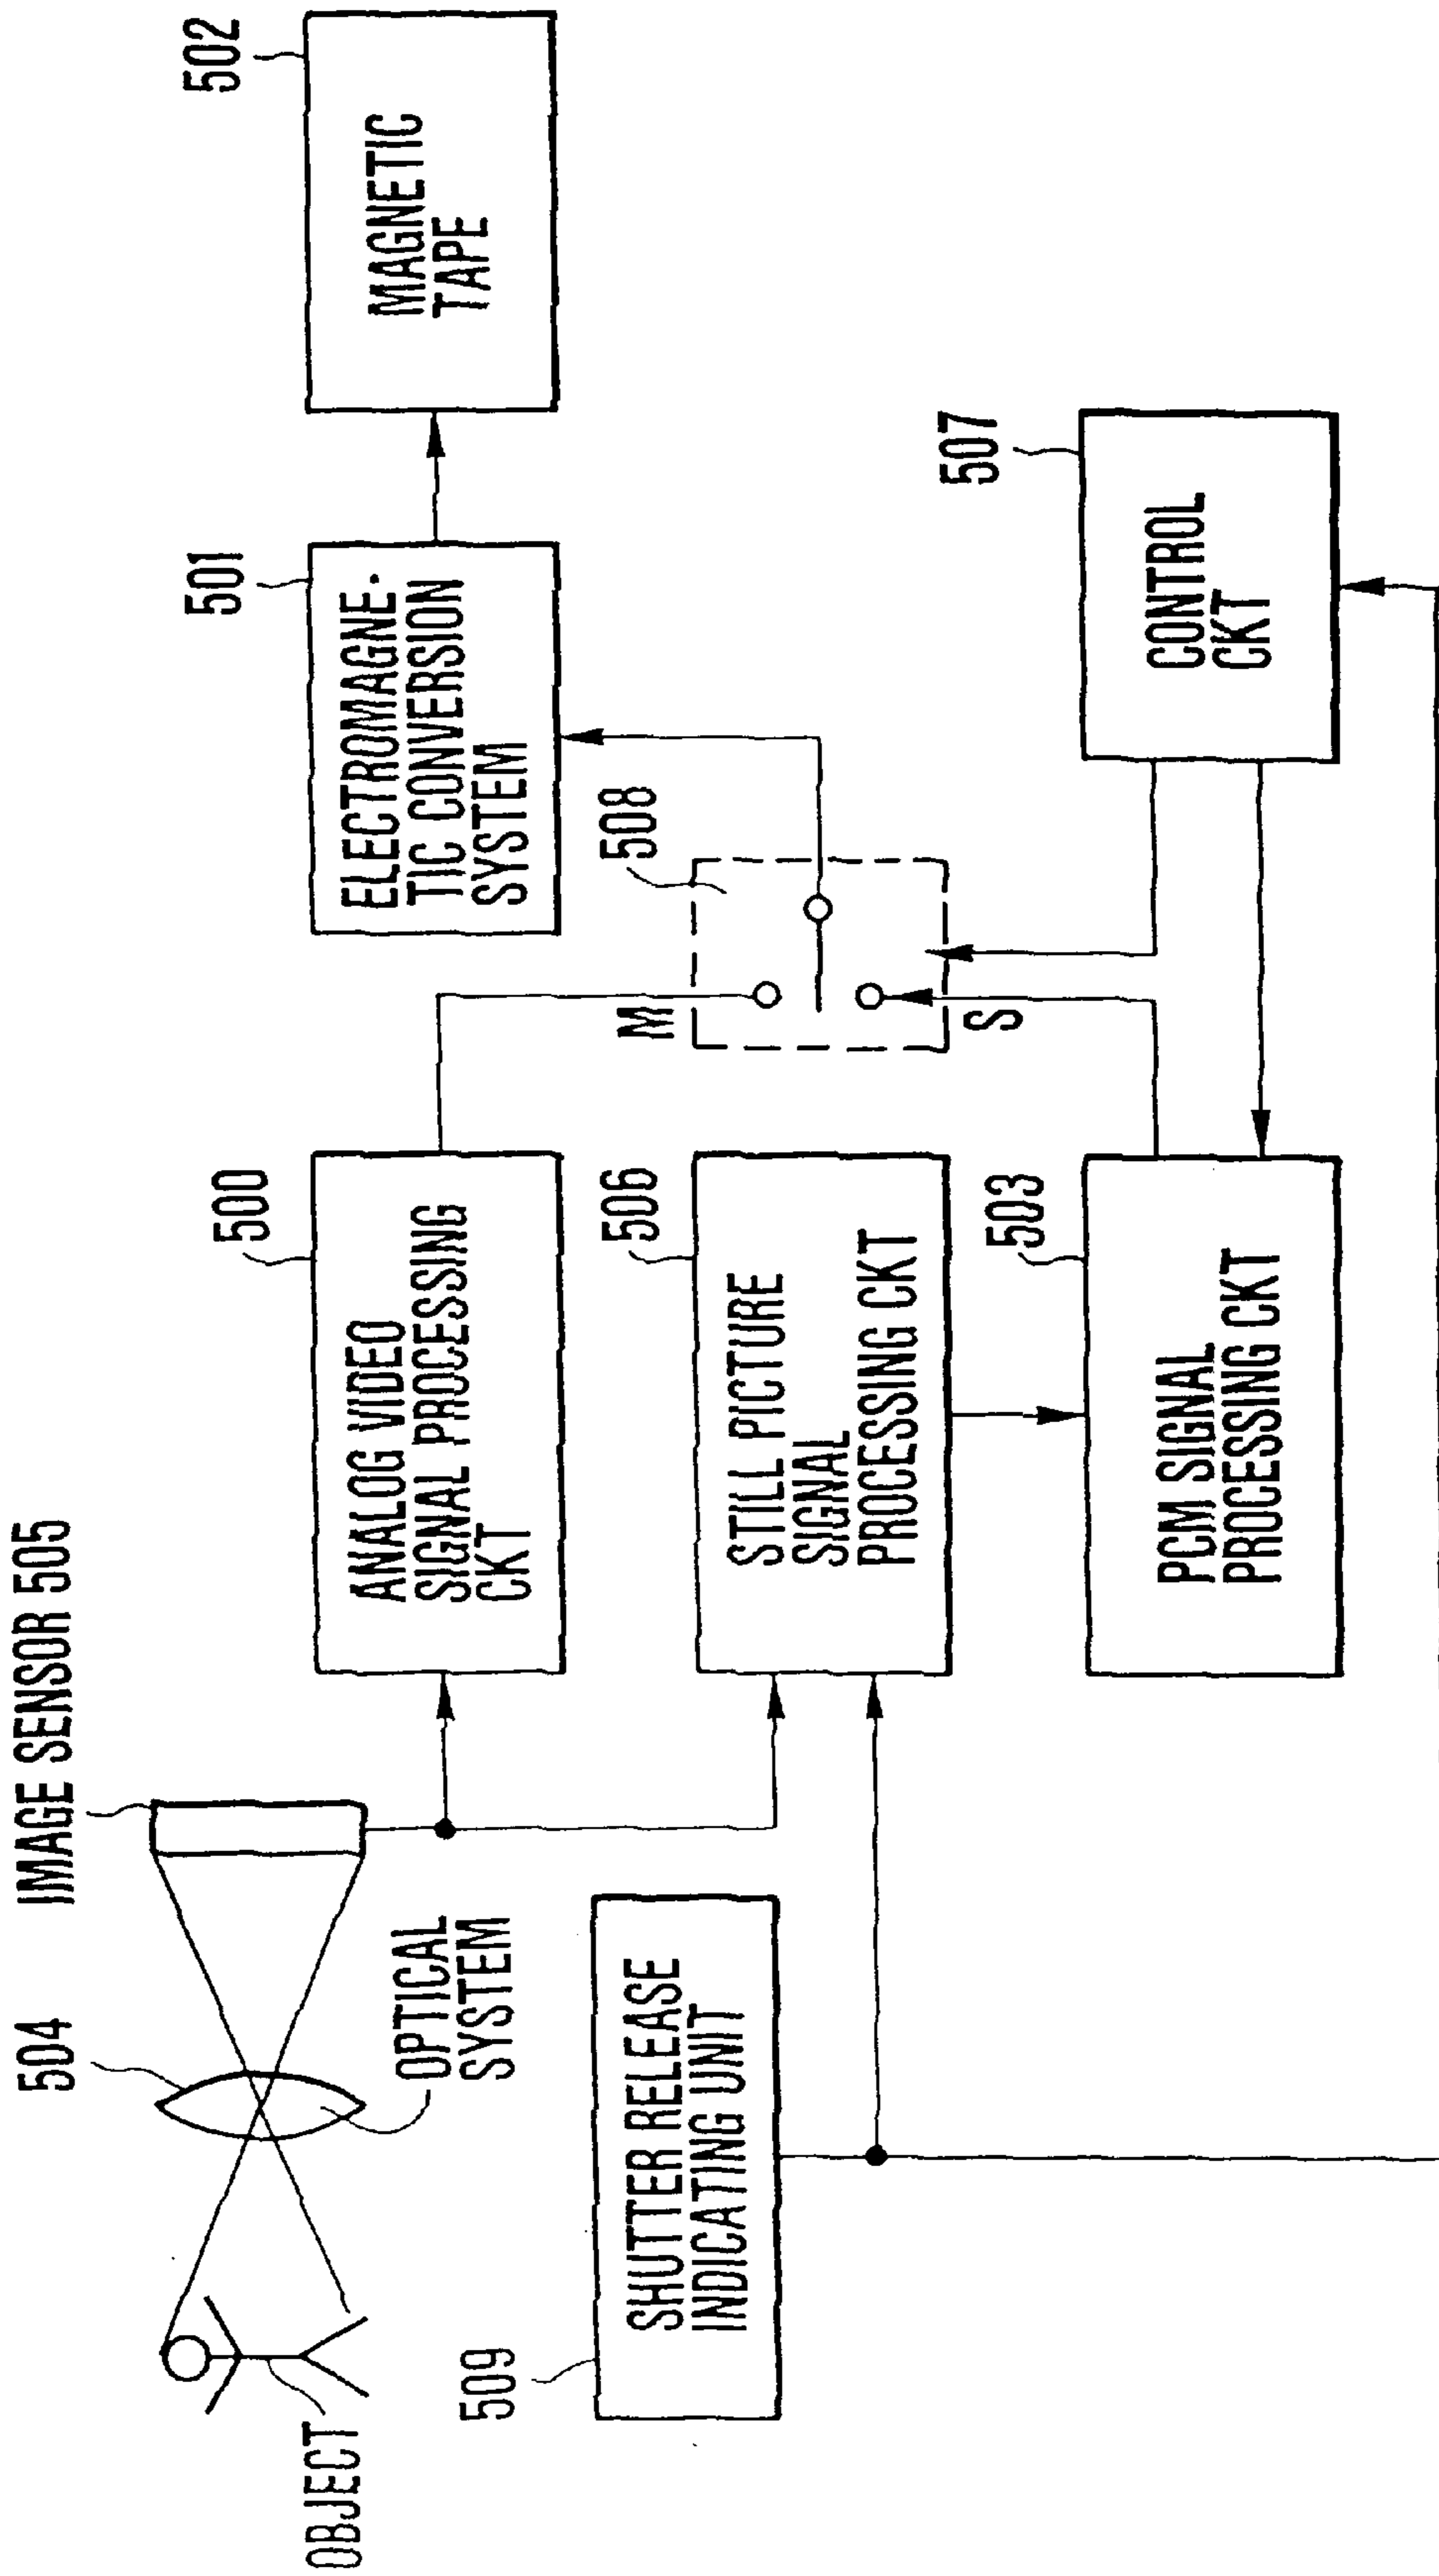 OBJECT
504
OPTICAL
SYSTEM
IMAGE SENSOR 505
509
SHUTTER RELEASE
INDICATING UNIT
500
ANALOG VIDEO
SIGNAL PROCESSING
CKT
506
STILL PICTURE
SIGNAL
PROCESSING CKT
503
PCM SIGNAL
PROCESSING CKT
M
S
508
501
ELECTROMAGNE-
TIC CONVERSION
SYSTEM
507
CONTROL
CKT
502
MAGNETIC
TAPE